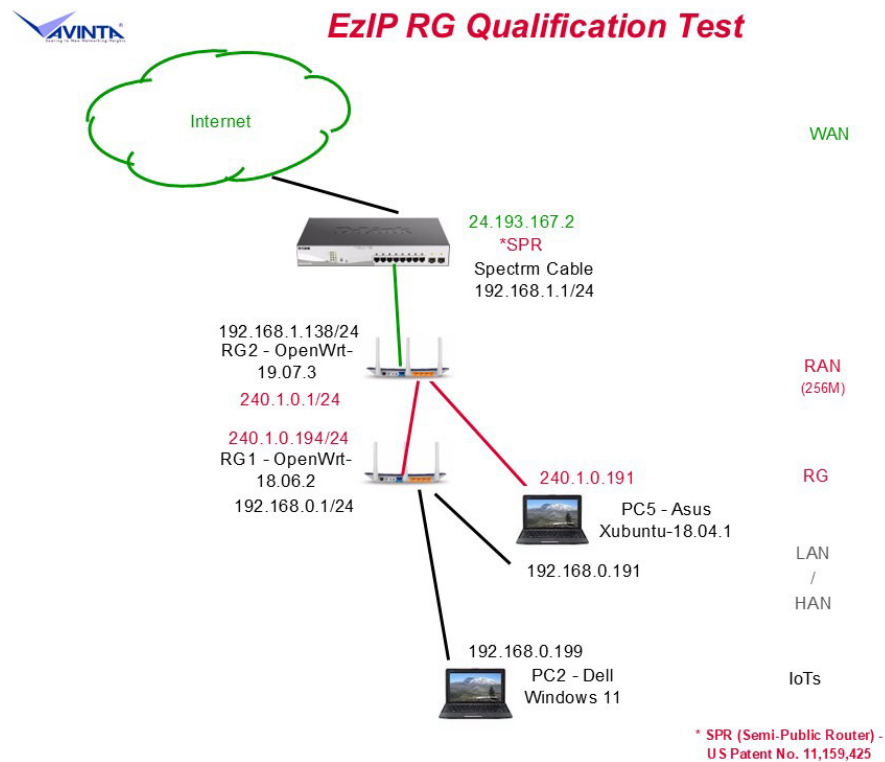 AVINTA
EzIP RG Qualification Test
Internet
WAN
24.193.167.2
*SPR
D-Link
Spectrm Cable
192.168.1.1/24
192.168.1.138/24
RG2 - OpenWrt-
19.07.3
RAN
(256M)
240.1.0.1/24
240.1.0.194/24
RG1 - OpenWrt-
18.06.2
192.168.0.1/24
240.1.0.191
RG
PC5 - Asus
Xubuntu-18.04.1
LAN
/
HAN
192.168.0.191
192.168.0.199
PC2 - Dell
Windows 11
IoTs
* SPR (Semi-Public Router) -
US Patent No. 11,159,425